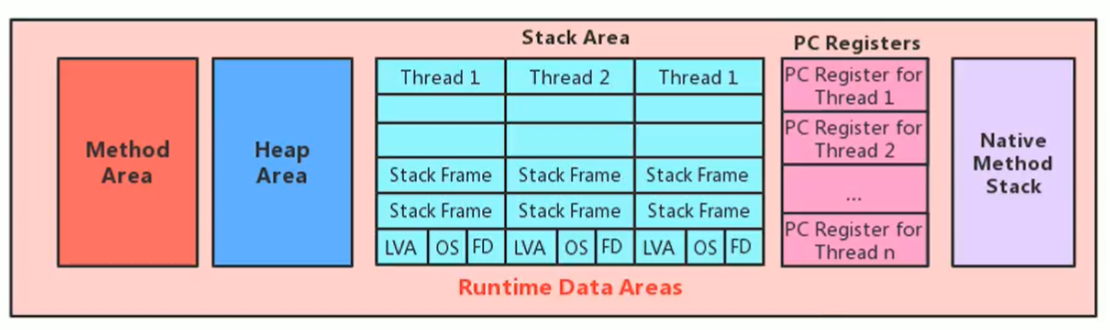 Stack Area
PC Registers
Method
Area
Heap
Area
Thread 1 Thread 2 Thread 1
Stack Frame Stack Frame Stack Frame
Stack Frame Stack Frame Stack Frame
LVA OS FD LVA OS FD LVA OS FD
PC Register for
Thread 1
PC Register for
Thread 2
...
PC Register for
Thread n
Native
Method
Stack
Runtime Data Areas